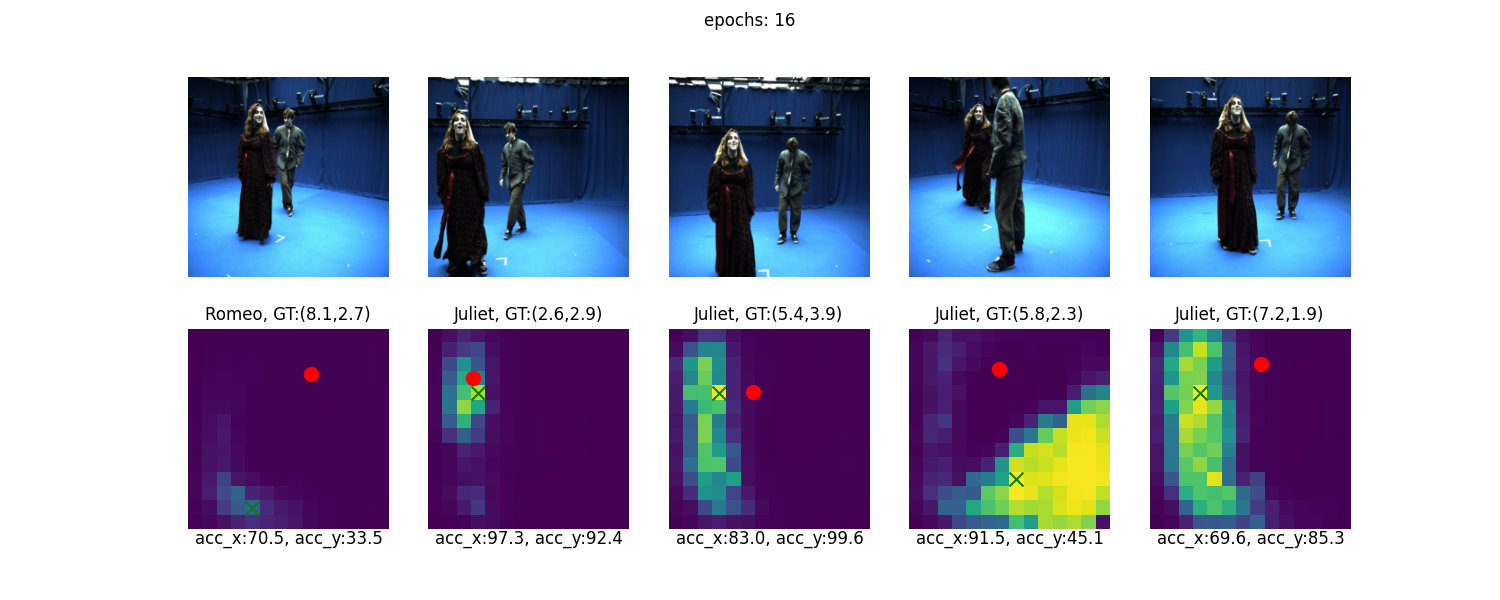 epochs: 16
Romeo, GT:(8.1,2.7)
Juliet, GT:(2.6,2.9)
Juliet, GT:(5.4,3.9)
Juliet, GT:(5.8,2.3)
Juliet, GT:(7.2,1.9)
acc_x:70.5, acc_y:33.5
acc_x:97.3, acc_y:92.4
acc_x:83.0, acc_y:99.6
acc_x:91.5, acc_y:45.1
acc_x:69.6, acc_y:85.3